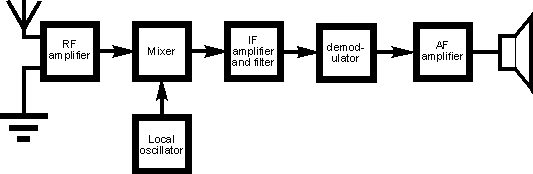 RF
amplifier
Mixer
IF
amplifier
and filter
demod-
ulator
AF
amplifier
Local
oscillator